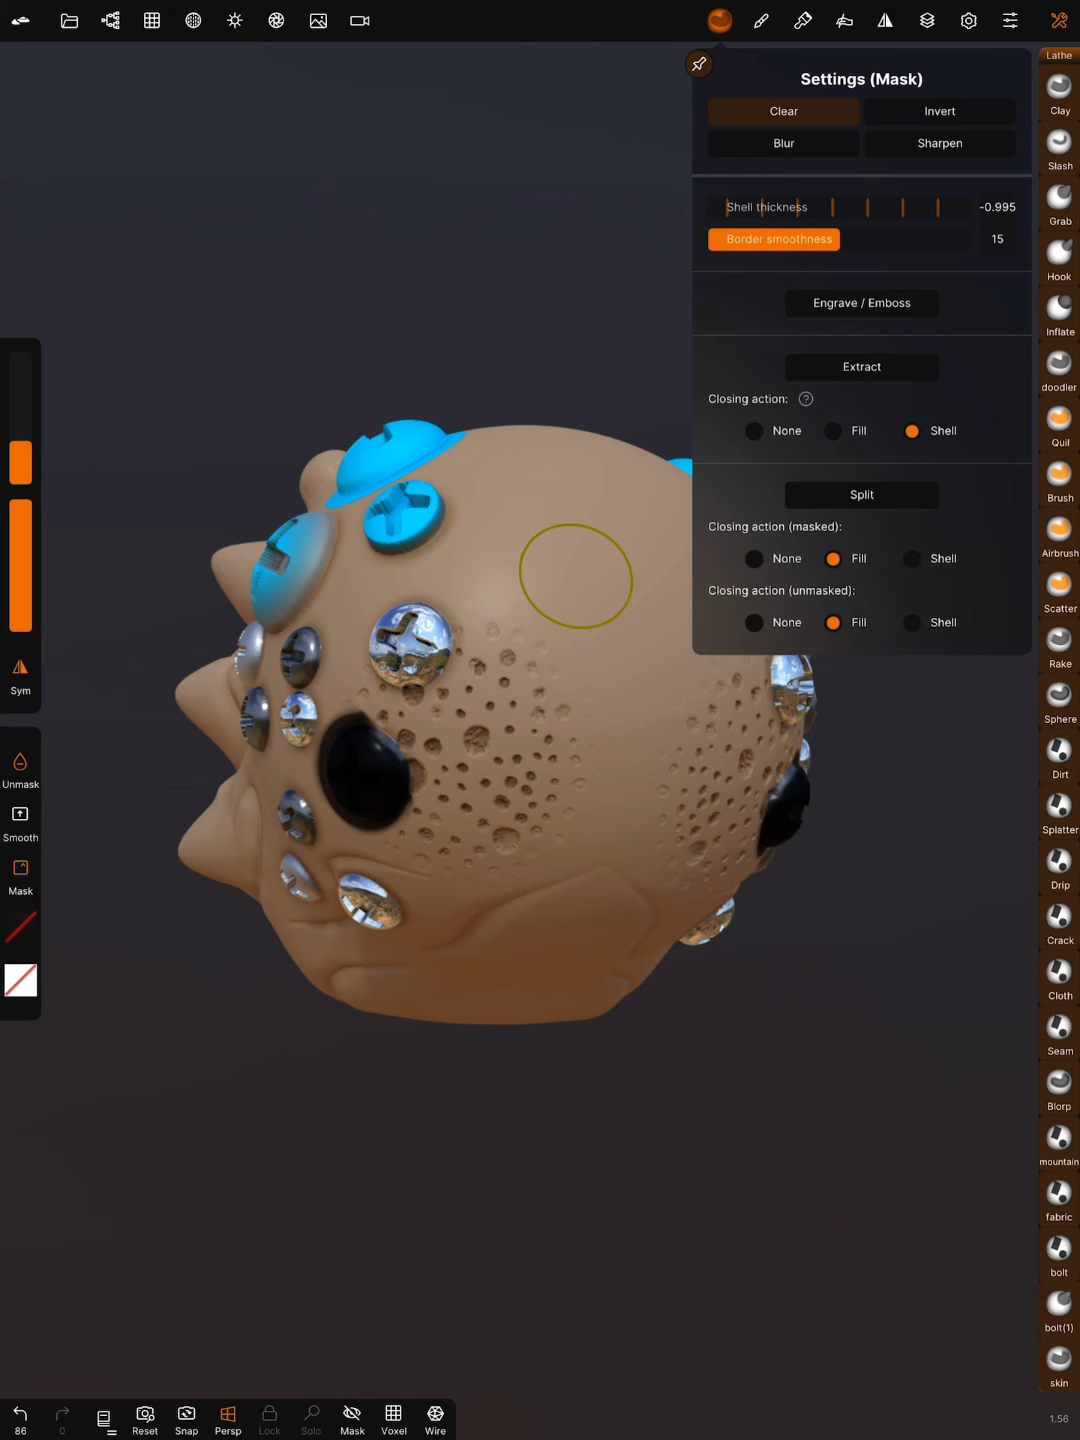 Settings (Mask)
Clear
Invert
Blur
Sharpen
Shell thickness
-0.995
Border smoothness
15
Engrave / Emboss
Extract
Closing action:
?
None
Fill
Shell
Split
Closing action (masked):
None
Fill
Shell
Closing action (unmasked):
None
Fill
Shell
Sym
Unmask
Smooth
Mask
Lathe
Clay
Slash
Grab
Hook
Inflate
doodler
Quil
Brush
Airbrush
Scatter
Rake
Sphere
Dirt
Splatter
Drip
Crack
Cloth
Seam
Blorp
mountain
fabric
bolt
bolt(1)
skin
86
0
Reset
Snap
Persp
Lock
Solo
Mask
Voxel
Wire
1.56